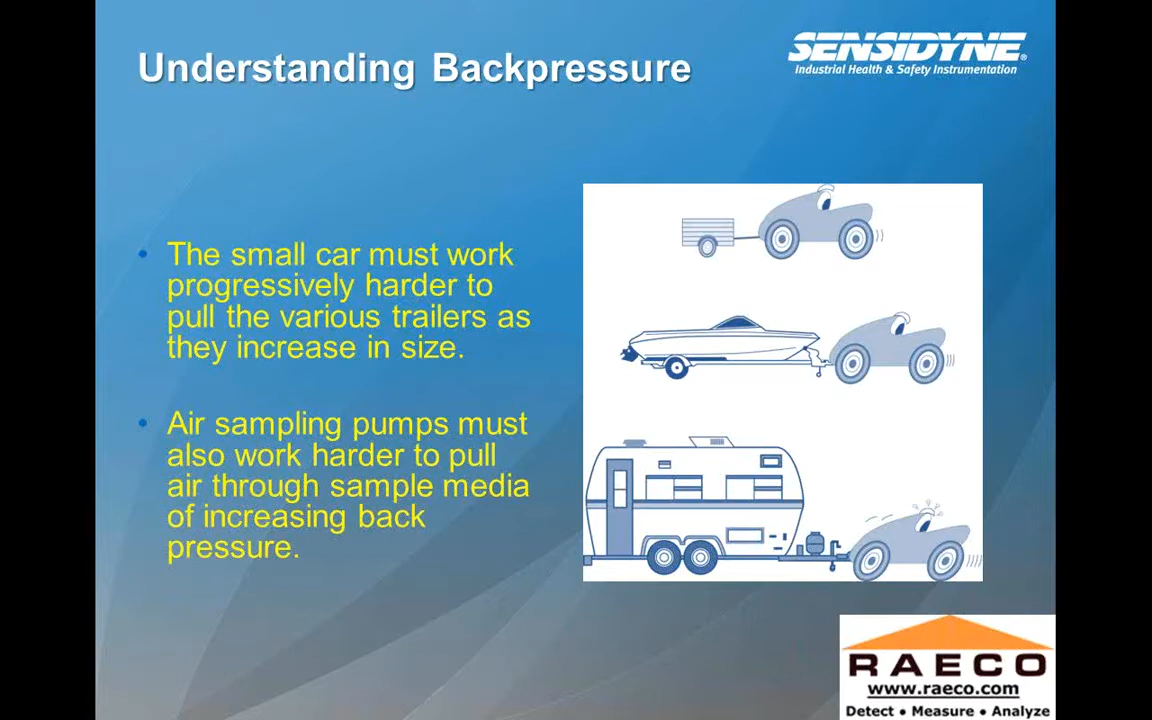 Understanding Backpressure
SENSIDYNE®
Industrial Health & Safety Instrumentation
• The small car must work
progressively harder to
pull the various trailers as
they increase in size.
• Air sampling pumps must
also work harder to pull
air through sample media
of increasing back
pressure.
RAECO
www.raeco.com
Detect • Measure • Analyze